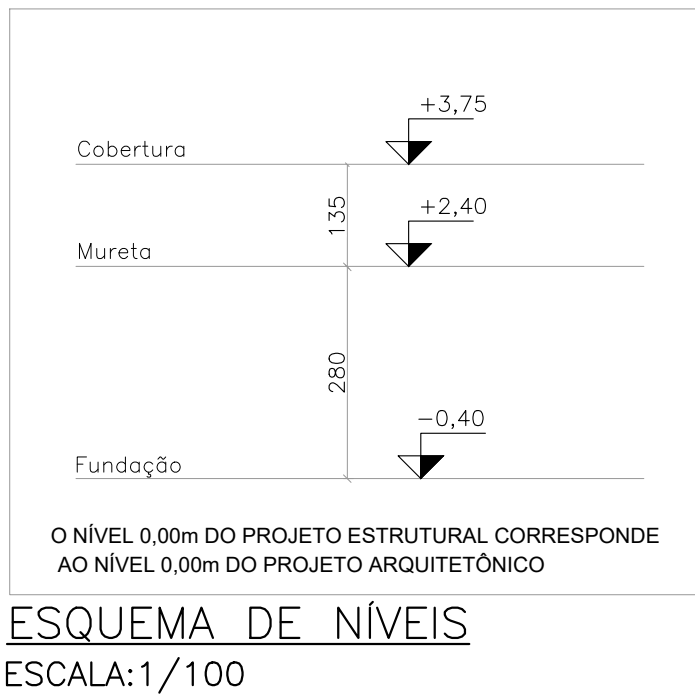 +3,75
Cobertura
135
+2,40
Mureta
280
−0,40
Fundação
O NÍVEL 0,00m DO PROJETO ESTRUTURAL CORRESPONDE
AO NÍVEL 0,00m DO PROJETO ARQUITETÔNICO
ESQUEMA DE NÍVEIS
ESCALA:1/100